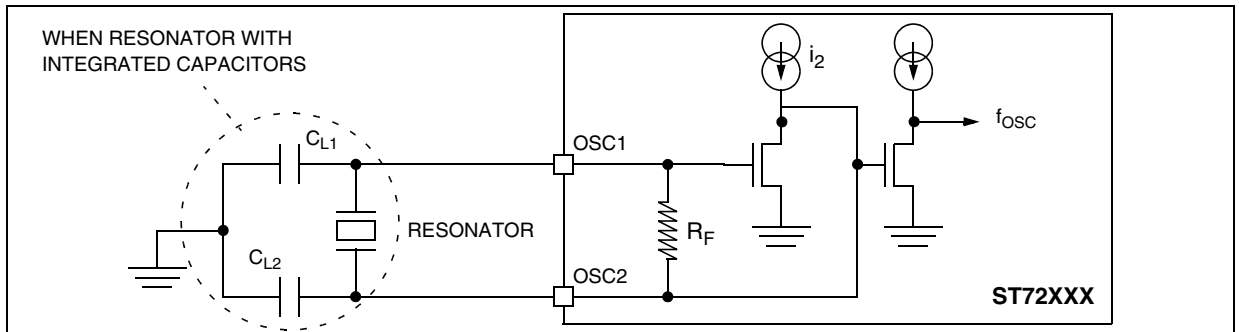 WHEN RESONATOR WITH
INTEGRATED CAPACITORS
CL1
CL2
RESONATOR
OSC1
OSC2
RF
i2
fOSC
ST72XXX